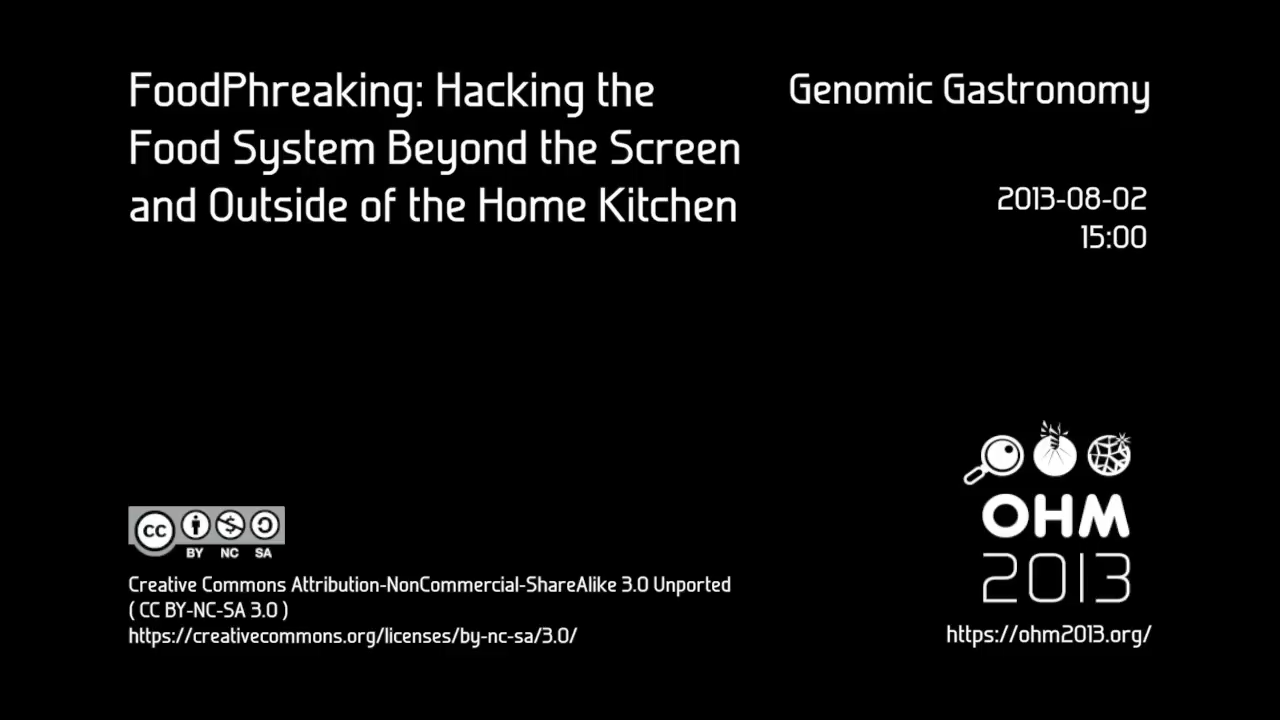 FoodPhreaking: Hacking the
Food System Beyond the Screen
and Outside of the Home Kitchen
Genomic Gastronomy
2013-08-02
15:00
CC
BY NC SA
Creative Commons Attribution-NonCommercial-ShareAlike 3.0 Unported
( CC BY-NC-SA 3.0 )
https://creativecommons.org/licenses/by-nc-sa/3.0/
OHM
2013
https://ohm2013.org/